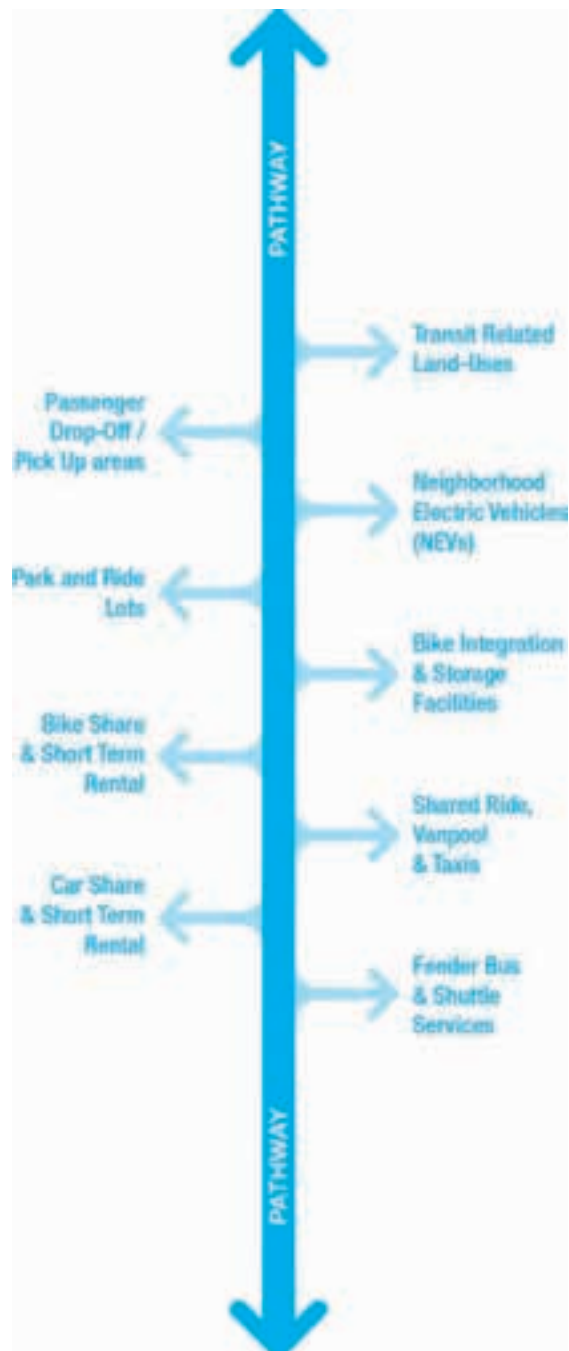 PATHWAY
Transit Related
Land-Uses
Passenger
Drop-Off /
Pick Up areas
Neighborhood
Electric Vehicles
(NEVs)
Park and Ride
Lots
Bike Integration
& Storage
Facilities
Bike Share
& Short Term
Rental
Shared Ride,
Vanpool
& Taxis
Car Share
& Short Term
Rental
Feeder Bus
& Shuttle
Services
PATHWAY